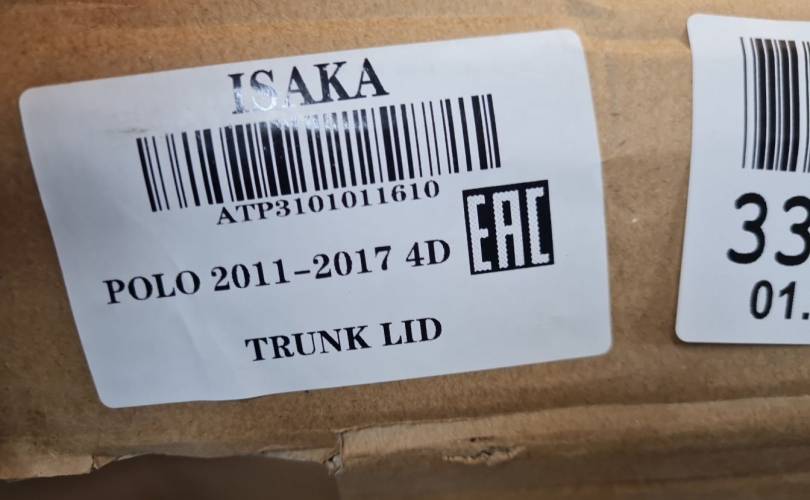 ISAKA
ATP3101011610
EAC
POLO 2011-2017 4D
TRUNK LID
33
01.